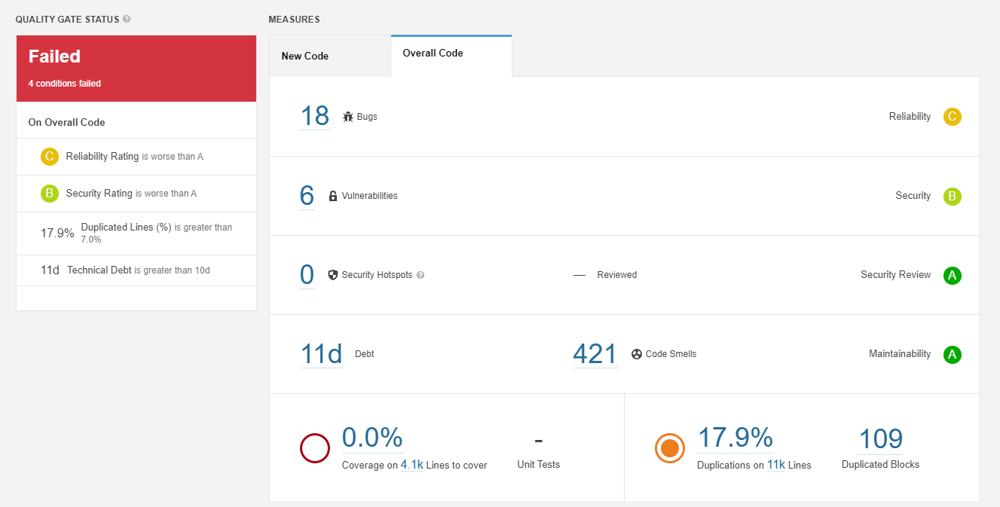 QUALITY GATE STATUS ?
Failed
4 conditions failed
On Overall Code
C Reliability Rating is worse than A
B Security Rating is worse than A
17.9% Duplicated Lines (%) is greater than
7.0%
11d Technical Debt is greater than 10d
MEASURES
New Code
Overall Code
18 Bugs
Reliability C
6 Vulnerabilities
Security B
0 Security Hotspots ?
— Reviewed
Security Review A
11d Debt
421 Code Smells
Maintainability A
0.0%
Coverage on 4.1k Lines to cover
-
Unit Tests
17.9%
Duplications on 11k Lines
109
Duplicated Blocks